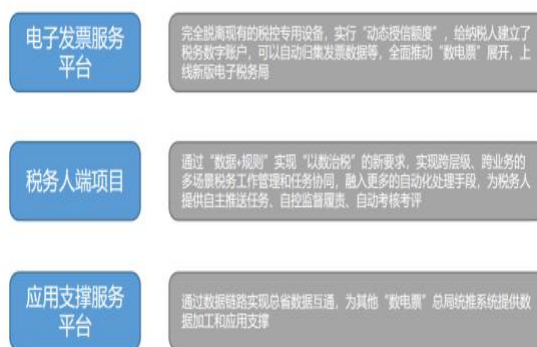 电子发票服务
平台
完全脱离现有的税控专用设备，实行“动态授信额度”，给纳税人建立了
税务数字账户，可以自动归集发票数据等，全面推动“数电票”展开，上
线新版电子税务局
税务人端项目
通过“数据+规则”实现“以数治税”的新要求，实现跨层级、跨业务的
多场景税务工作管理和任务协同，融入更多的自动化处理手段，为税务人
提供自主推送任务、自控监督履责、自动考核考评
应用支撑服务
平台
通过数据链路实现总省数据互通，为其他“数电票”总局统推系统提供数
据加工和应用支撑